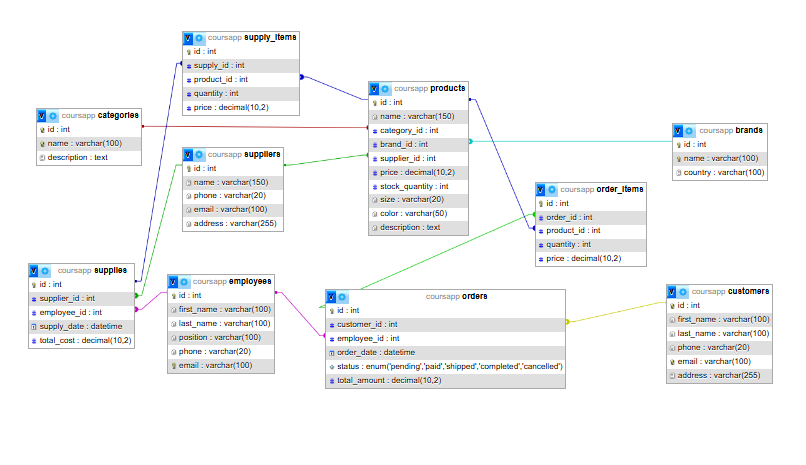 coursapp supply_items
id : int
supply_id : int
product_id : int
quantity : int
price : decimal(10,2)
coursapp products
id : int
name : varchar(150)
category_id : int
brand_id : int
supplier_id : int
price : decimal(10,2)
stock_quantity : int
size : varchar(20)
color : varchar(50)
description : text
coursapp categories
id : int
name : varchar(100)
description : text
coursapp brands
id : int
name : varchar(100)
country : varchar(100)
coursapp suppliers
id : int
name : varchar(150)
phone : varchar(20)
email : varchar(100)
address : varchar(255)
coursapp order_items
id : int
order_id : int
product_id : int
quantity : int
price : decimal(10,2)
coursapp supplies
id : int
supplier_id : int
employee_id : int
supply_date : datetime
total_cost : decimal(10,2)
coursapp employees
id : int
first_name : varchar(100)
last_name : varchar(100)
position : varchar(100)
phone : varchar(20)
email : varchar(100)
coursapp orders
id : int
customer_id : int
employee_id : int
order_date : datetime
status : enum('pending','paid','shipped','completed','cancelled')
total_amount : decimal(10,2)
coursapp customers
id : int
first_name : varchar(100)
last_name : varchar(100)
phone : varchar(20)
email : varchar(100)
address : varchar(255)